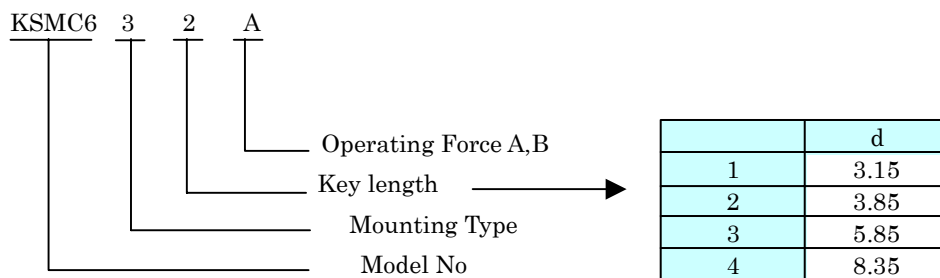 KSMC6 3 2 A
Operating Force A,B
Key length
Mounting Type
Model No
d
1 3.15
2 3.85
3 5.85
4 8.35